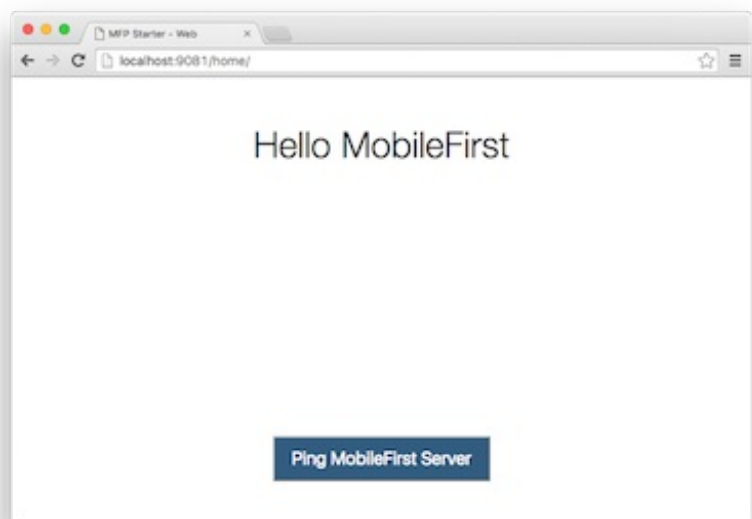 MFP Starter - Web
localhost:9081/home/
Hello MobileFirst
Ping MobileFirst Server